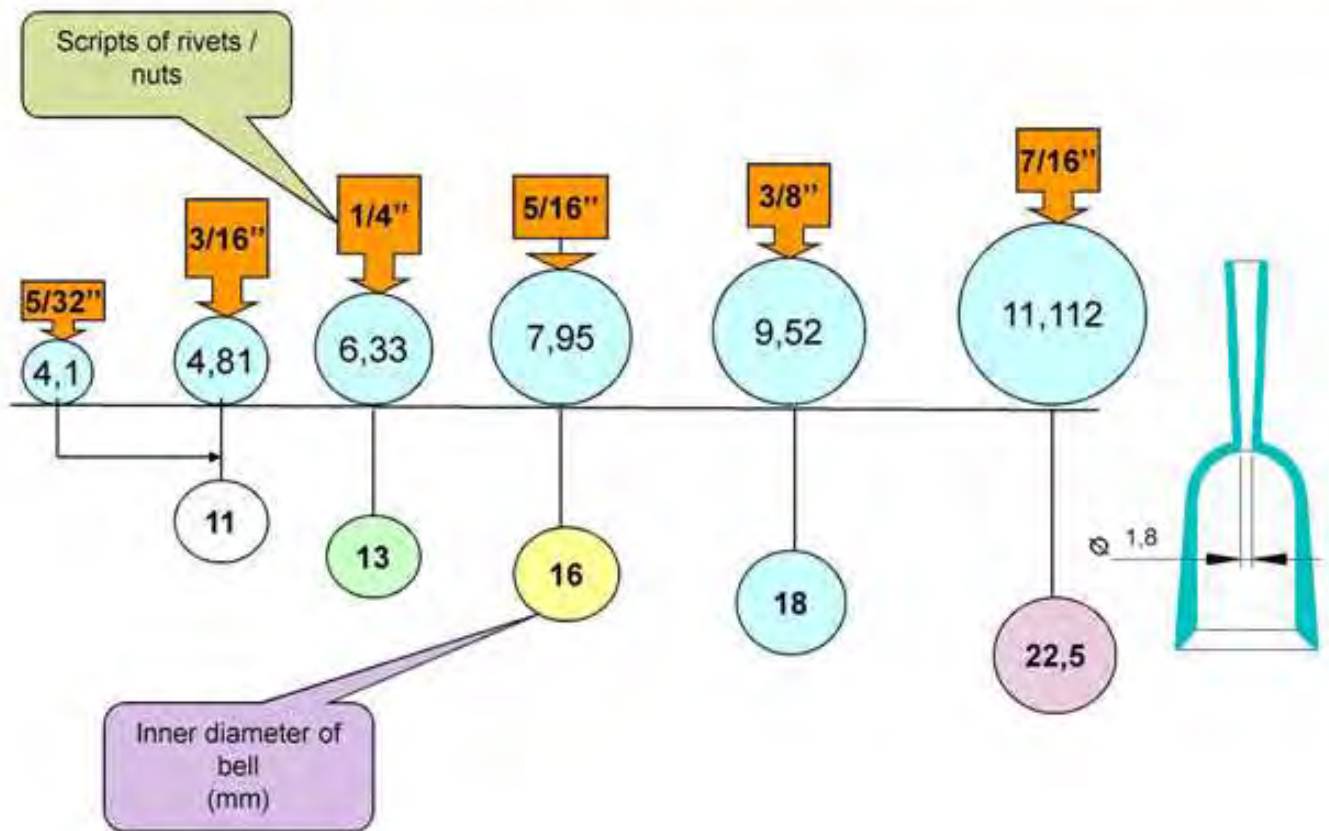 Scripts of rivets /
nuts
5/32”
3/16”
1/4”
5/16”
3/8”
7/16”
4,1
4,81
6,33
7,95
9,52
11,112
11
13
16
18
22,5
Ø 1,8
Inner diameter of
bell
(mm)